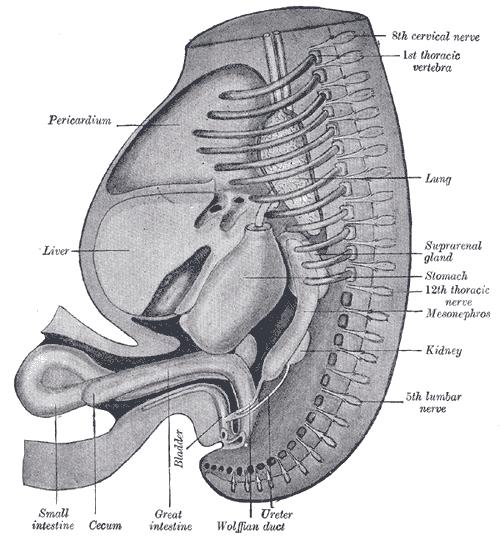 8th cervical nerve
1st thoracic
vertebra
Pericardium
Lung
Liver
Suprarenal
gland
Stomach
12th thoracic
nerve
Mesonephros
Kidney
5th lumbar
nerve
Bladder
Small
intestine
Cecum
Great
intestine
Wolffian duct
Ureter